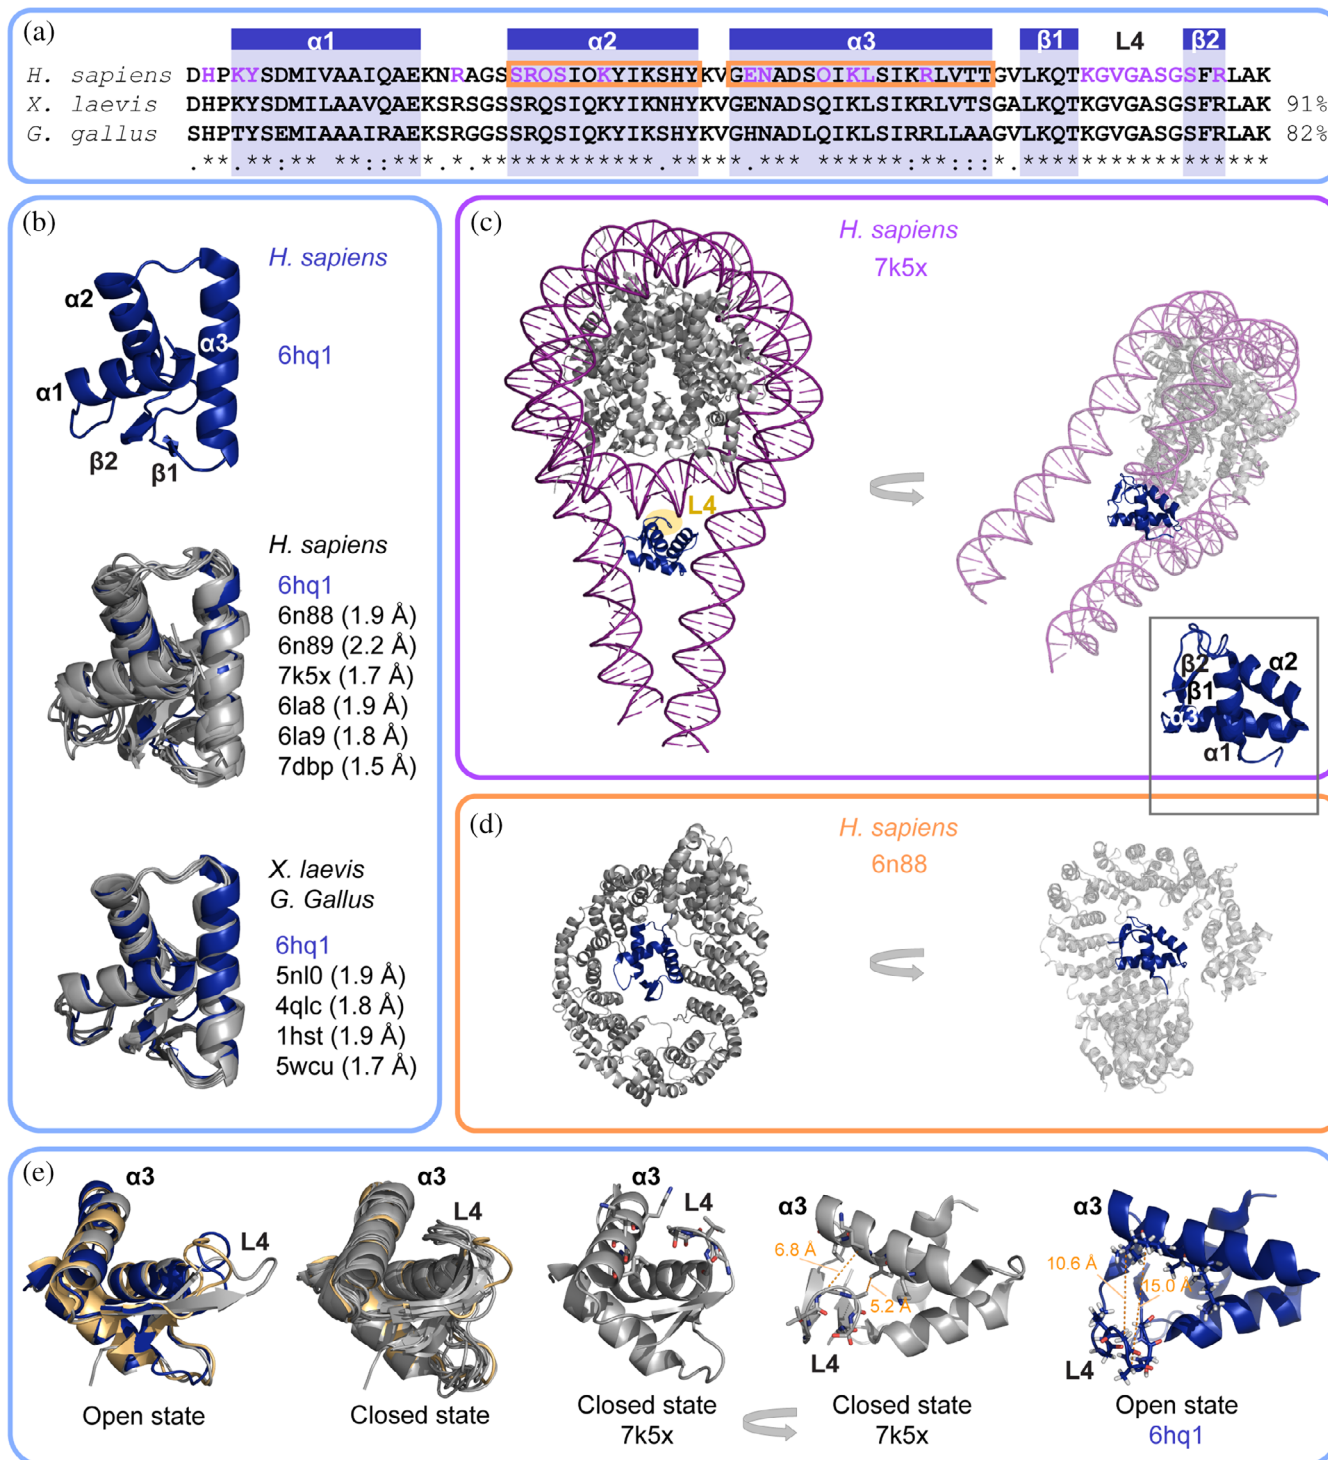 (a)
α1 α2 α3 β1 L4 β2
H. sapiens DHPKYSDMIVAAIQAEKNRAGSSRQSIQKYIKSHYKVGENADSQIKLSIKRLVTTGVLKQTKGVGASGSFRLAK
X. laevis DHPKYSDMILAAVQAEKSRSGSSRQSIQKYIKNHYKVGENADSQIKLSIKRLVTSGALKQTKGVGASGSFRLAK 91%
G. gallus SHPTYSEMIAAAIRAEKSRGGSSRQSIQKYIKSHYKVGHNADLQIKLSIRRLLAAGVLKQTKGVGASGSFRLAK 82%
(b)
H. sapiens
α2
α3
6hq1
α1
β2 β1
H. sapiens
6hq1
6n88 (1.9 Å)
6n89 (2.2 Å)
7k5x (1.7 Å)
6la8 (1.9 Å)
6la9 (1.8 Å)
7dbp (1.5 Å)
X. laevis
G. Gallus
6hq1
5nl0 (1.9 Å)
4qlc (1.8 Å)
1hst (1.9 Å)
5wcu (1.7 Å)
(c)
H. sapiens
7k5x
L4
β2 α2
β1
α3
α1
(d)
H. sapiens
6n88
(e)
α3
L4
Open state
α3
L4
Closed state
α3
L4
Closed state
7k5x
α3
6.8 Å
5.2 Å
L4
Closed state
7k5x
α3
10.6 Å
15.0 Å
L4
Open state
6hq1